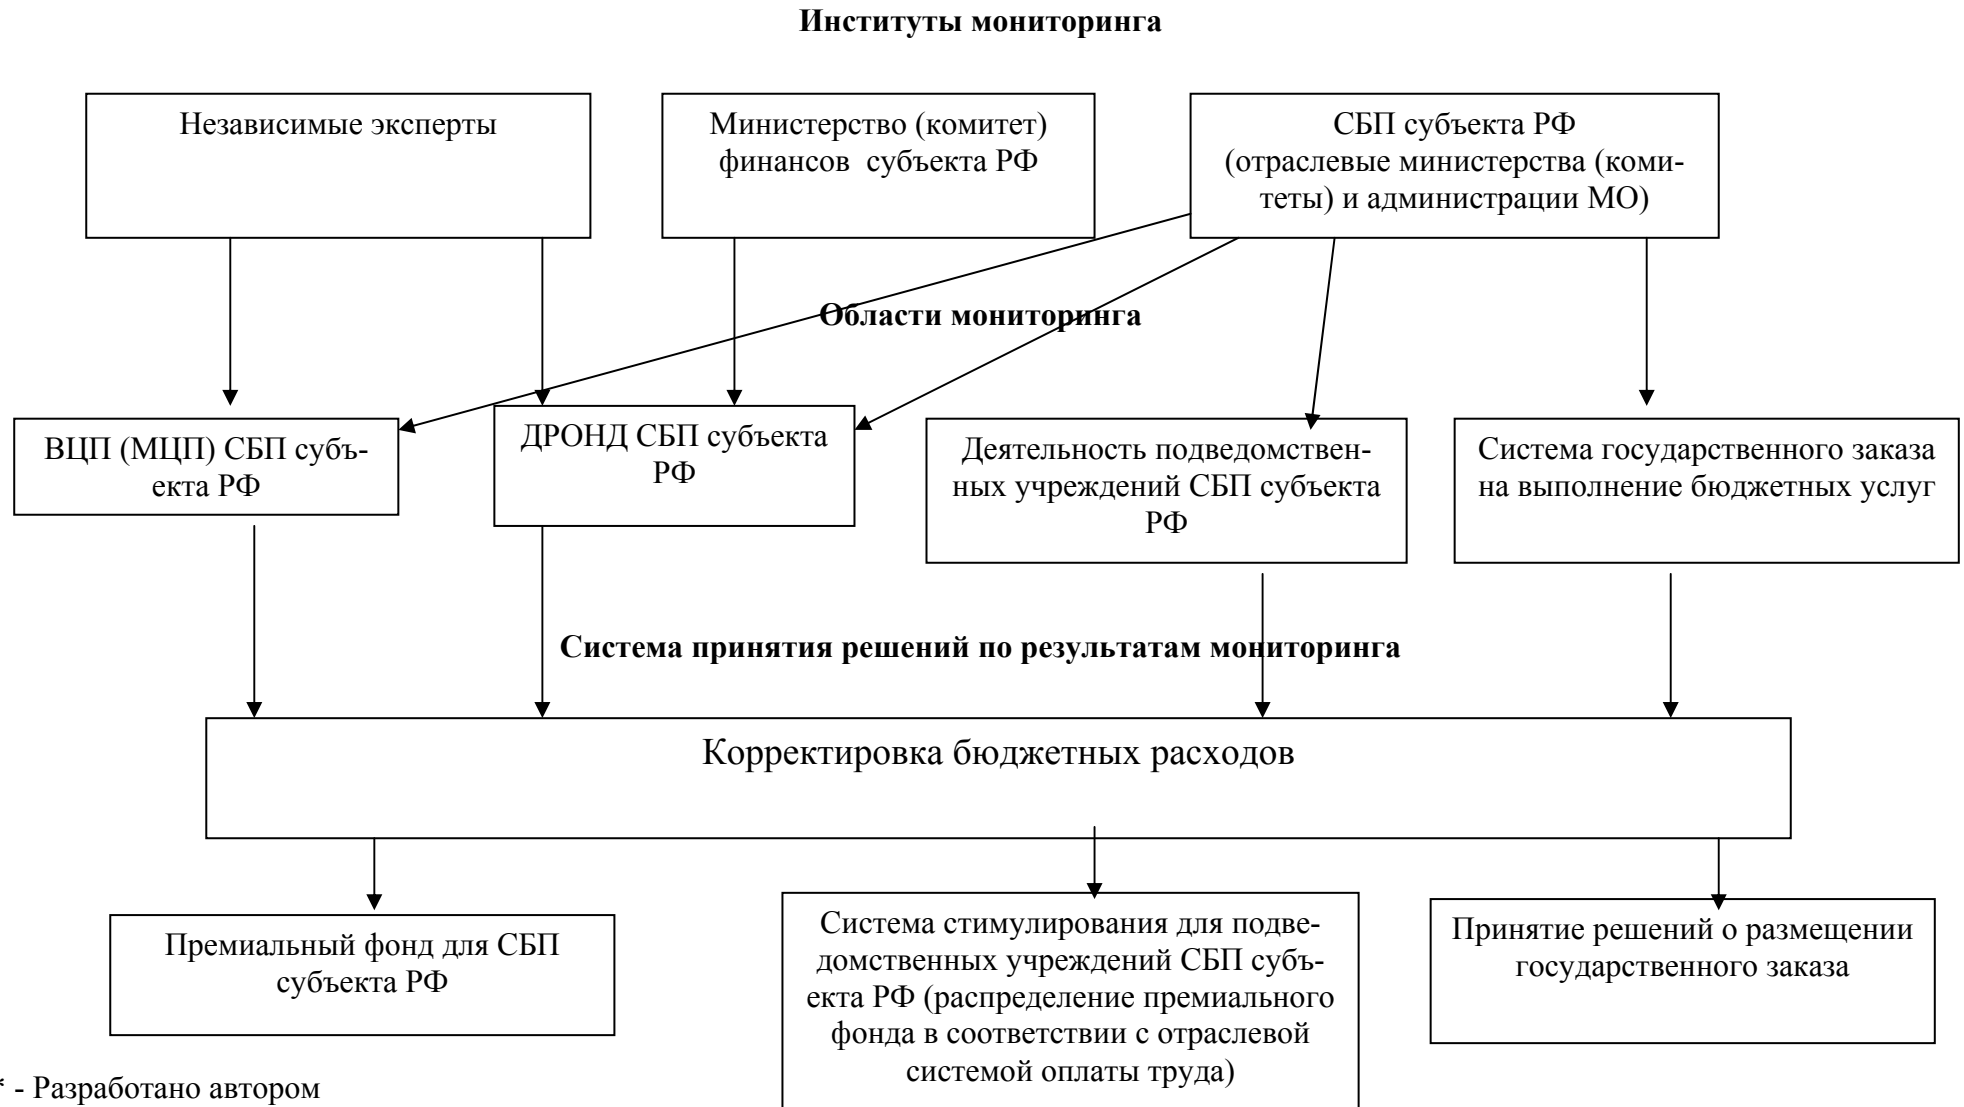 Институты мониторинга
Независимые эксперты
Министерство (комитет)
финансов субъекта РФ
СБП субъекта РФ
(отраслевые министерства (коми-
теты) и администрации МО)
Области мониторинга
ВЦП (МЦП) СБП субъ-
екта РФ
ДРОНД СБП субъекта
РФ
Деятельность подведомствен-
ных учреждений СБП субъекта
РФ
Система государственного заказа
на выполнение бюджетных услуг
Система принятия решений по результатам мониторинга
Корректировка бюджетных расходов
Премиальный фонд для СБП
субъекта РФ
Система стимулирования для подве-
домственных учреждений СБП субъ-
екта РФ (распределение премиального
фонда в соответствии с отраслевой
системой оплаты труда)
Принятие решений о размещении
государственного заказа
* - Разработано автором